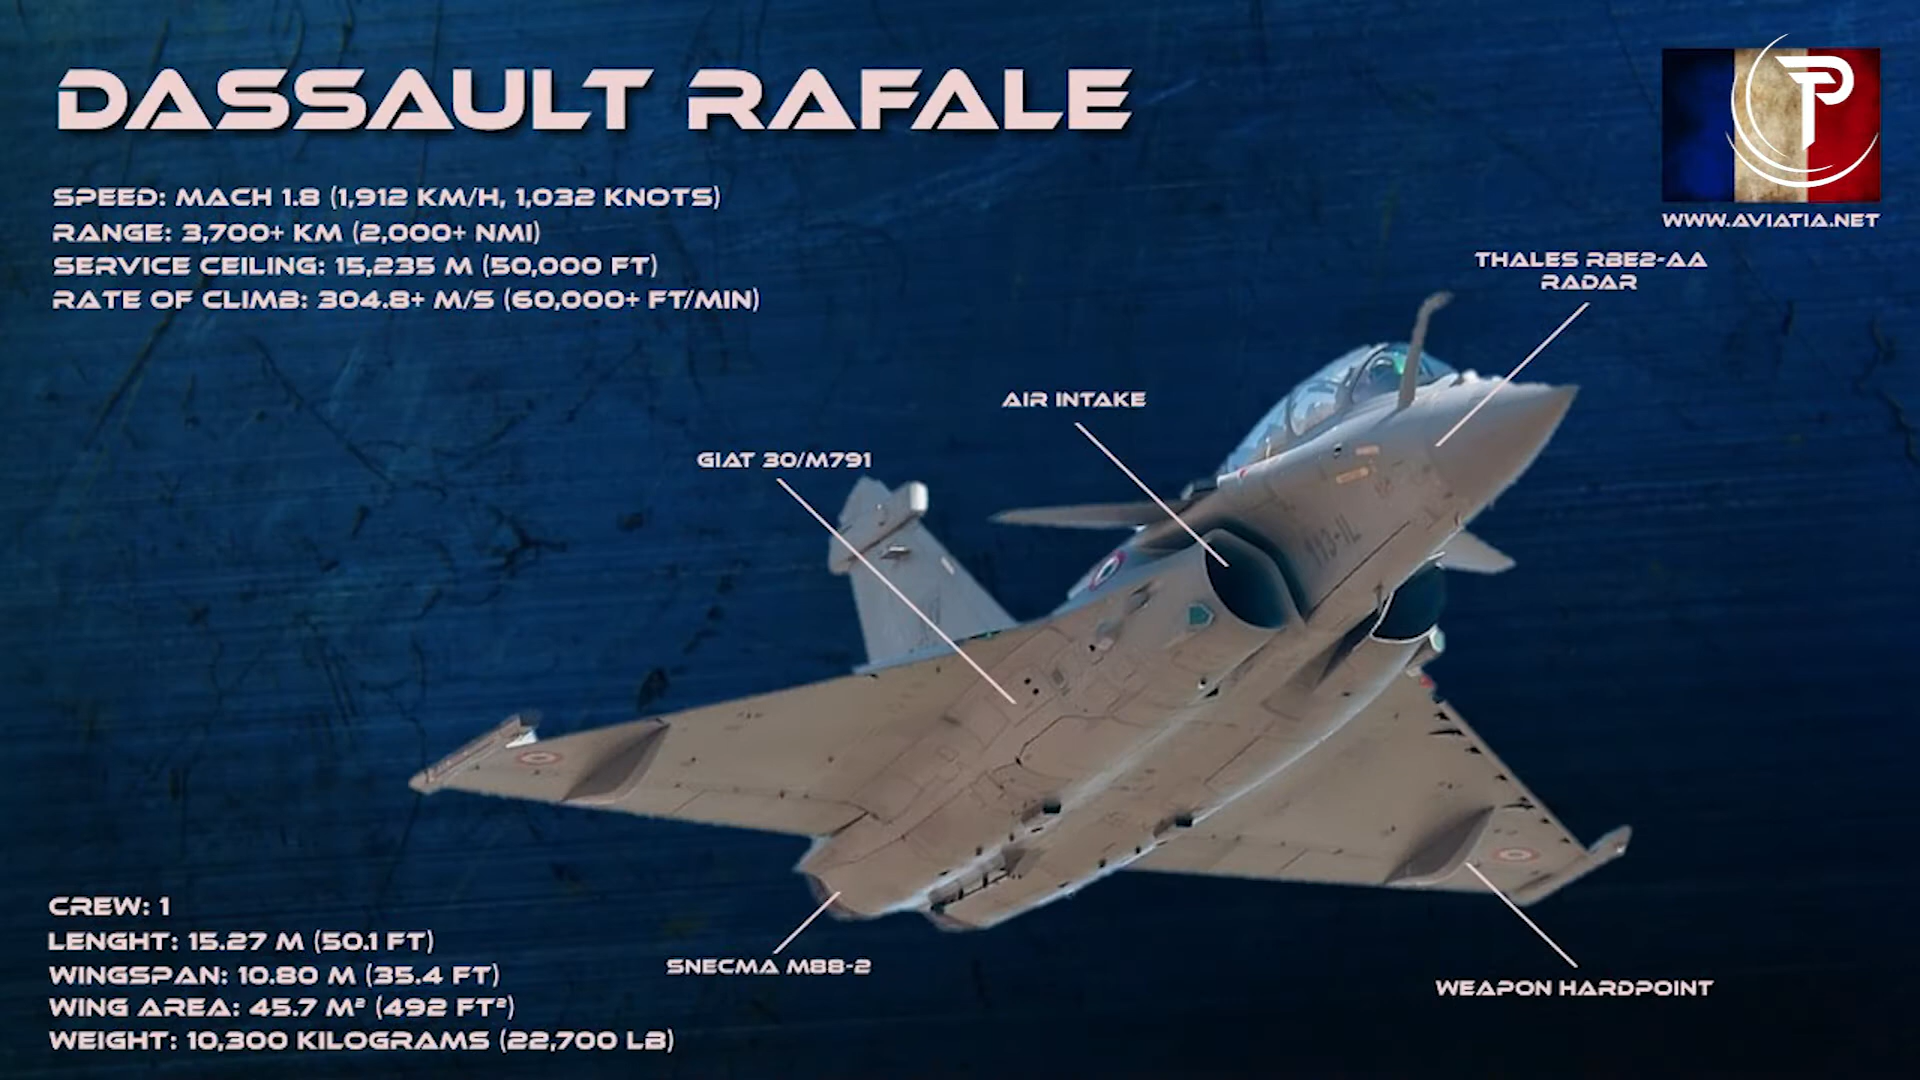 DASSAULT RAFALE
SPEED: MACH 1.8 (1,912 KM/H, 1,032 KNOTS)
RANGE: 3,700+ KM (2,000+ NMI)
SERVICE CEILING: 15,235 M (50,000 FT)
RATE OF CLIMB: 304.8+ M/S (60,000+ FT/MIN)
WWW.AVIATIA.NET
THALES RBE2-AA
RADAR
AIR INTAKE
GIAT 30/M791
113-IL
SNECMA M88-2
WEAPON HARDPOINT
CREW: 1
LENGHT: 15.27 M (50.1 FT)
WINGSPAN: 10.80 M (35.4 FT)
WING AREA: 45.7 M² (492 FT²)
WEIGHT: 10,300 KILOGRAMS (22,700 LB)